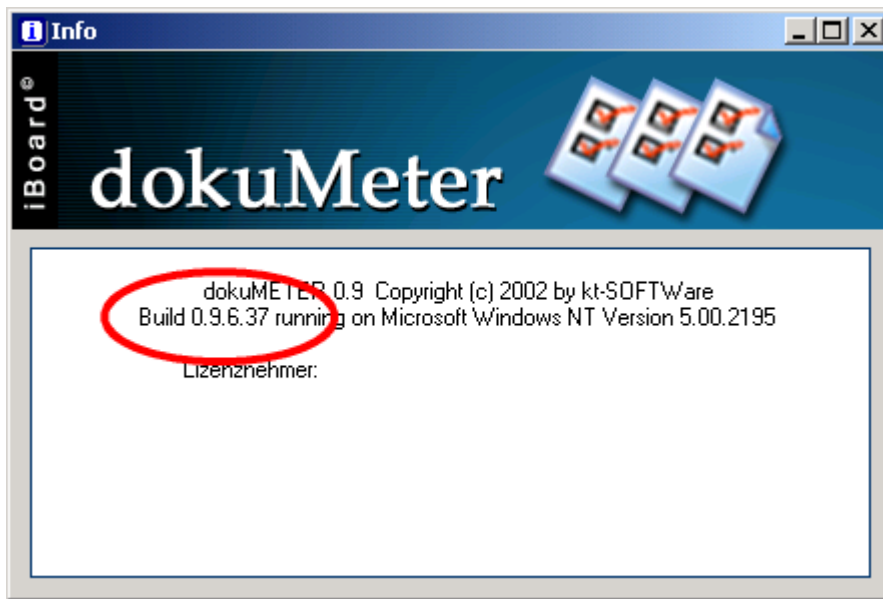 Info
iBoard®
dokuMeter
dokuMETER 0.9 Copyright (c) 2002 by kt-SOFTWare
Build 0.9.6.37 running on Microsoft Windows NT Version 5.00.2195
Lizenznehmer: